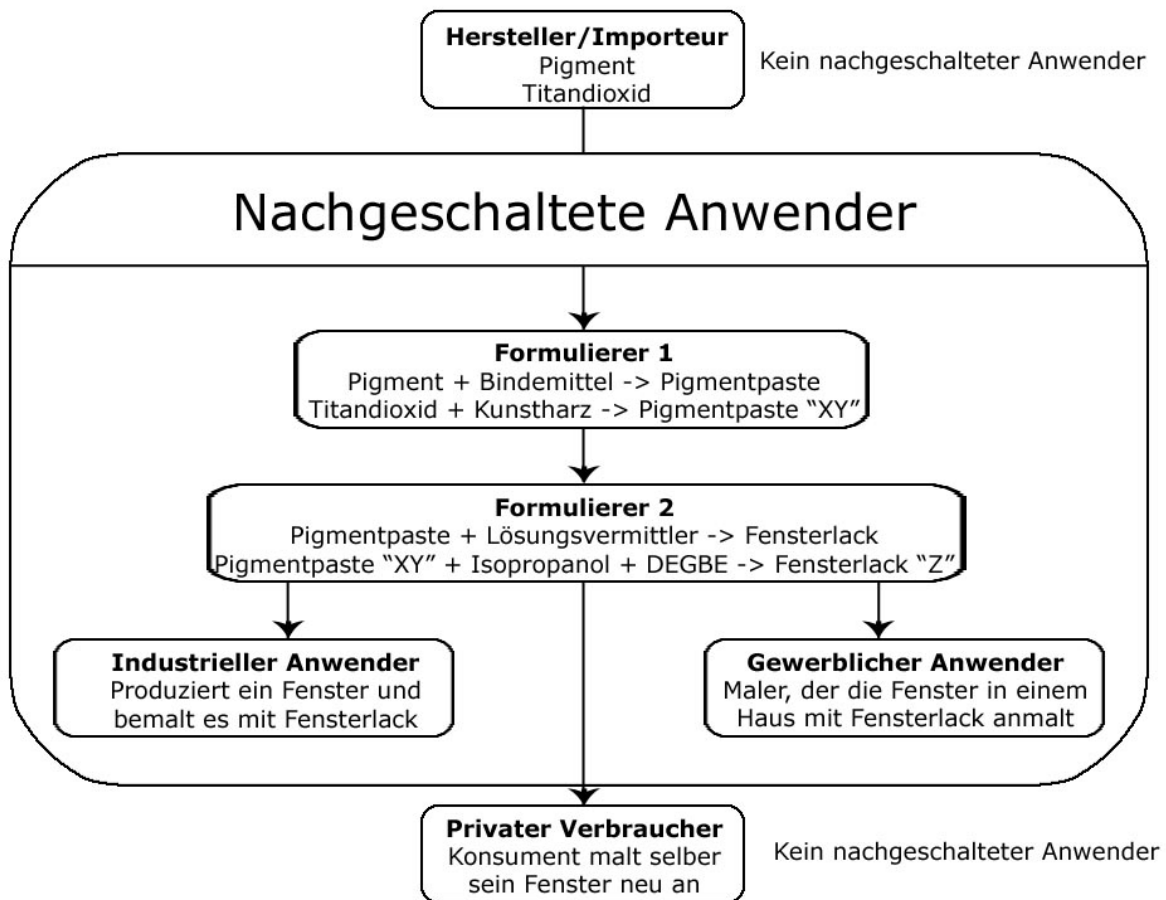 Hersteller/Importeur
Pigment
Titandioxid
Kein nachgeschalteter Anwender
Nachgeschaltete Anwender
Formulierer 1
Pigment + Bindemittel -> Pigmentpaste
Titandioxid + Kunstharz -> Pigmentpaste “XY”
Formulierer 2
Pigmentpaste + Lösungsvermittler -> Fensterlack
Pigmentpaste “XY” + Isopropanol + DEGBE -> Fensterlack “Z”
Industrieller Anwender
Produziert ein Fenster und
bemalt es mit Fensterlack
Gewerblicher Anwender
Maler, der die Fenster in einem
Haus mit Fensterlack anmalt
Privater Verbraucher
Konsument malt selber
sein Fenster neu an
Kein nachgeschalteter Anwender